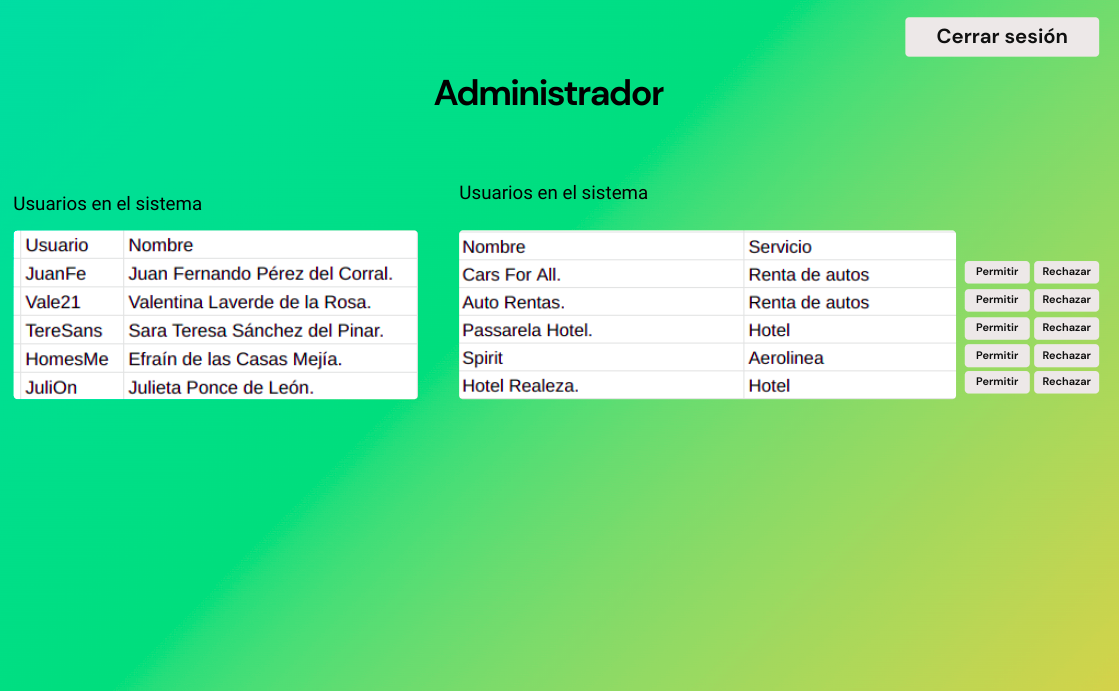 Cerrar sesión
Administrador
Usuarios en el sistema
Usuario Nombre
JuanFe Juan Fernando Pérez del Corral.
Vale21 Valentina Laverde de la Rosa.
TereSans Sara Teresa Sánchez del Pinar.
HomesMe Efraín de las Casas Mejía.
JuliOn Julieta Ponce de León.
Usuarios en el sistema
Nombre Servicio
Cars For All. Renta de autos Permitir Rechazar
Auto Rentas. Renta de autos Permitir Rechazar
Passarela Hotel. Hotel Permitir Rechazar
Spirit Aerolinea Permitir Rechazar
Hotel Realeza. Hotel Permitir Rechazar